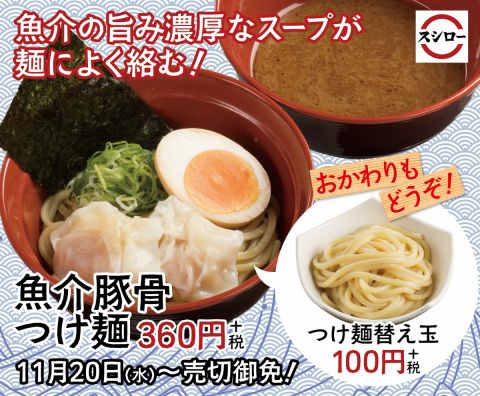 魚介の旨み濃厚なスープが
麺によく絡む!
スシロー
おかわりも
どうぞ!
魚介豚骨
つけ麺 360円+税
つけ麺替え玉
100円+税
11月20日(水)～売切御免!